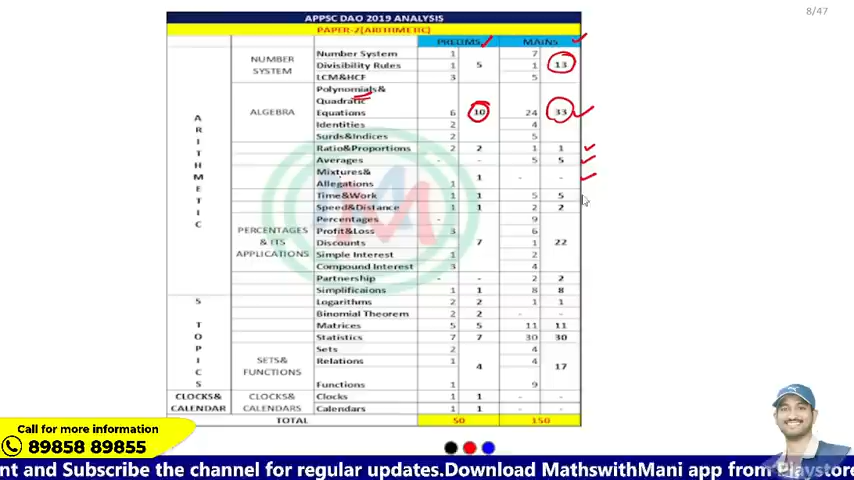 8/47
APPSC DAO 2019 ANALYSIS
PAPER-2(ARITHMETIC)
PRELIMS MAINS
ARITHMETIC
NUMBER SYSTEM
Number System 1 7
Divisibility Rules 1 5 1 13
LCM&HCF 3 5
ALGEBRA
Polynomials& Quadratic Equations 6 10 24 33
Identities 2 4
Surds&Indices 2 5
Ratio&Proportions 2 2 1 1
Averages - - 5 5
Mixtures& Allegations 1 1 - -
Time&Work 1 1 5 5
Speed&Distance 1 1 2 2
PERCENTAGES & ITS APPLICATIONS
Percentages - 9
Profit&Loss 3 6
Discounts 7 1 22
Simple Interest 1 2
Compound Interest 3 4
Partnership - - 2 2
Simplificaions 1 1 8 8
5 TOPICS
Logarithms 2 2 1 1
Binomial Theorem 2 2 - -
Matrices 5 5 11 11
Statistics 7 7 30 30
SETS& FUNCTIONS
Sets 2 4
Relations 1 4 4 17
Functions 1 9
CLOCKS& CALENDAR
CLOCKS& CALENDARS
Clocks 1 1 - -
Calendars 1 1 - -
TOTAL 50 150
Call for more information
89858 89855
nt and Subscribe the channel for regular updates.Download MathswithMani app from Playstore